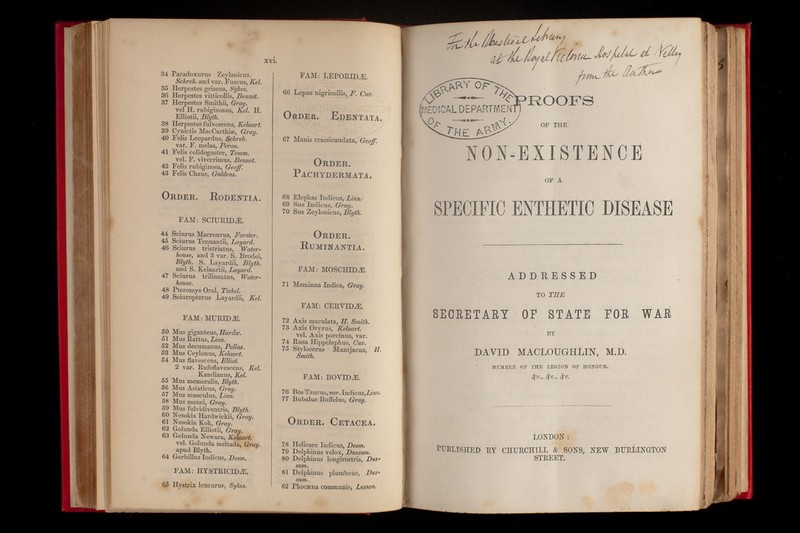 xvi.
34 Paradoxurus Zeylanicus.
Schreb. and var. Fuscus, Kel.
35 Herpestes griseus, Sykes.
36 Herpestes vitticollis, Bennet.
37 Herpestes Smithii, Gray.
vel H. rubiginosus, Kel. H.
Elliotii, Blyth.
38 Herpestes fulvescens, Kelaart.
39 Cynictis MacCarthiæ, Gray.
40 Felis Leopardus, Schreb.
var. F. melas, Peron.
41 Felis celidogaster, Temm.
vel. F. viverrinus, Bennet.
42 Felis rubiginosa, Geoff.
43 Felis Chaus, Guldens.
ORDER. RODENTIA.
FAM: SCIURIDÆ.
44 Sciurus Macrourus, Forster.
45 Sciurus Tennantii, Layard.
46 Sciurus tristriatus, Water-
house, and 3 var. S. Brodei,
Blyth. S. Layardii, Blyth.
and S. Kelaartii, Layard.
47 Sciurus trilineatus, Water-
house.
48 Pteromys Oral, Tickel.
49 Sciuropterus Layardii, Kel.
FAM: MURIDÆ.
50 Mus giganteus, Hardw.
51 Mus Rattus, Linn.
52 Mus decumanus, Pallas.
53 Mus Ceylonus, Kelaart.
54 Mus flavescens, Elliot.
2 var. Rufoflavescens, Kel.
Kandianus, Kel.
55 Mus memoralis, Blyth.
56 Mus Asiaticus, Gray.
57 Mus musculus, Linn.
58 Mus manei, Gray.
59 Mus fulvidiventris, Blyth.
60 Nesokia Hardwickii, Gray.
61 Nesokia Kok, Gray.
62 Golunda Elliotii, Gray.
63 Golunda Newara, Kelaart.
vel. Golunda meltada, Gray.
apud Blyth.
64 Gerbillus Indicus, Desm.
FAM: HYSTRICIDÆ.
65 Hystrix leucurus, Sykes.
FAM: LEPORIDÆ.
66 Lepus nigricollis, F. Cuv.
ORDER. EDENTATA.
67 Manis crassicaudata, Geoff.
ORDER.
PACHYDERMATA.
68 Elephas Indicus, Linn.
69 Sus Indicus, Gray.
70 Sus Zeylonicus, Blyth.
ORDER.
RUMINANTIA.
FAM: MOSCHIDÆ.
71 Meminna Indica, Gray.
FAM: CERVIDÆ.
72 Axis maculata, H. Smith.
73 Axis Oryzus, Kelaart.
vel. Axis porcinus, var.
74 Rusa Hippelaphus, Cuv.
75 Stylocerus Muntjacus, H.
Smith.
FAM: BOVIDÆ.
76 Bos Taurus, var. Indicus, Linn.
77 Bubalus Buffelus, Gray.
ORDER. CETACEA.
78 Helicore Indicus, Desm.
79 Delphinus velox, Dussum.
80 Delphinus longirostris, Dus-
sum.
81 Delphinus plumbeus, Dus-
sum.
82 Phocæna communis, Lesson.
For the Medical Library
at the Royal Victoria Hospital at Netley
from the Author
LIBRARY OF THE
MEDICAL DEPARTMENT
OF THE ARMY.
PROOFS
OF THE
NON-EXISTENCE
OF A
SPECIFIC ENTHETIC DISEASE
ADDRESSED
TO THE
SECRETARY OF STATE FOR WAR
BY
DAVID MACLOUGHLIN, M.D.
MEMBER OF THE LEGION OF HONOUR,
&c., &c., &c.
LONDON:
PUBLISHED BY CHURCHILL & SONS, NEW BURLINGTON
STREET.